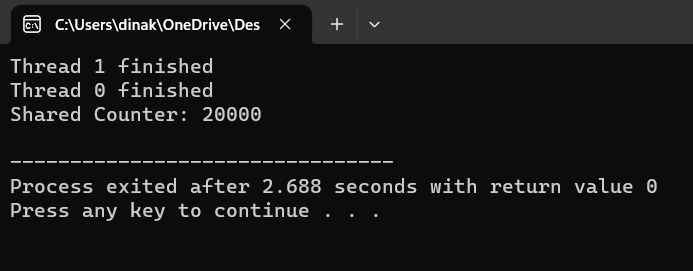 C:\Users\dinak\OneDrive\Des
Thread 1 finished
Thread 0 finished
Shared Counter: 20000
--------------------------------
Process exited after 2.688 seconds with return value 0
Press any key to continue . . .